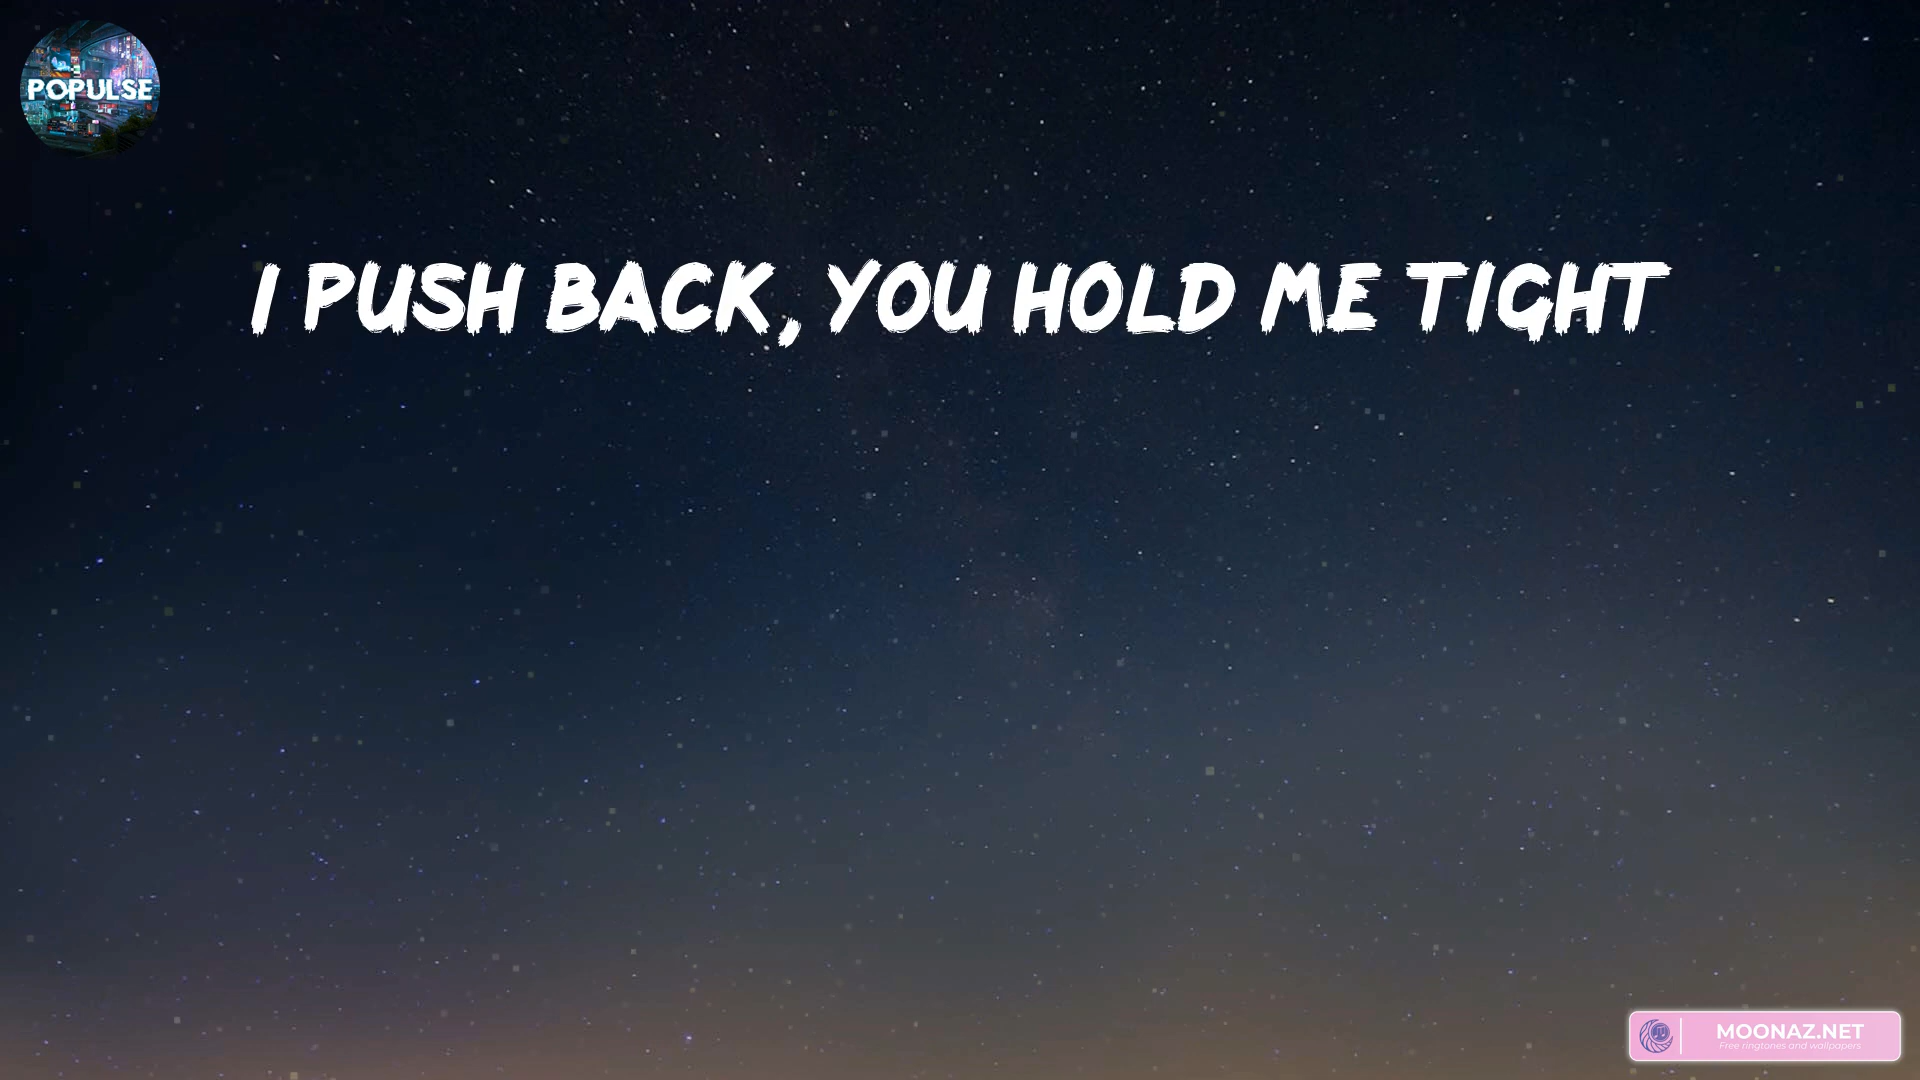 POPULSE
I PUSH BACK, YOU HOLD ME TIGHT
MOONAZ.NET
Free ringtones and wallpapers